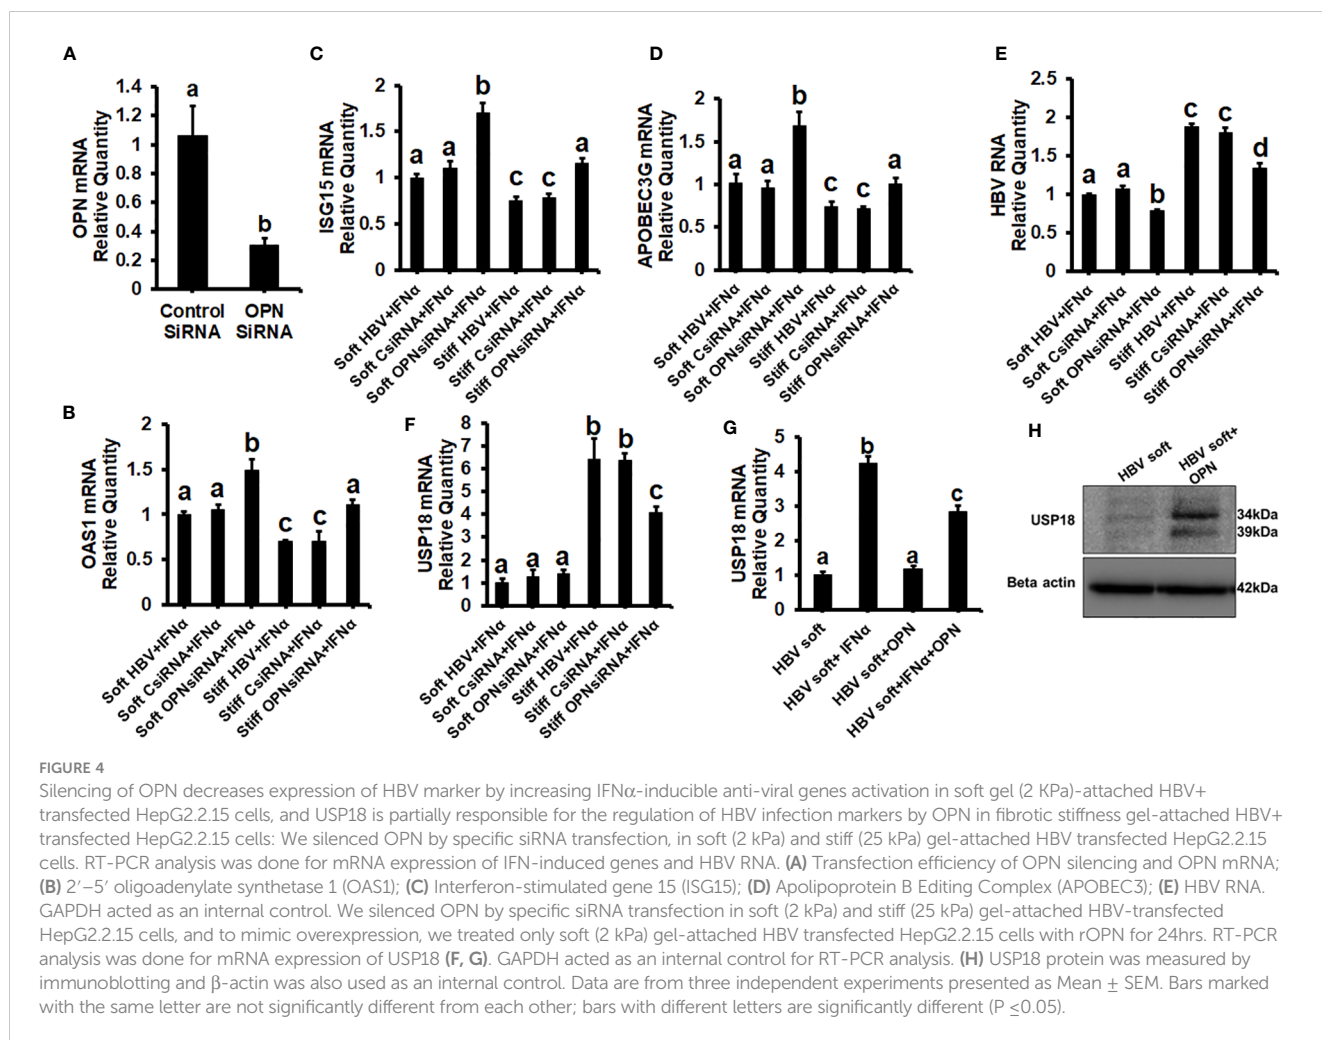 A
OPN mRNA
Relative Quantity
1.4
1.2
1
0.8
0.6
0.4
0.2
0
a
b
Control
SiRNA
OPN
SiRNA
C
ISG15 mRNA
Relative Quantity
2
1.5
1
0.5
0
a
a
b
c
c
a
Soft HBV+IFNα
Soft CsiRNA+IFNα
Soft OPNsiRNA+IFNα
Stiff HBV+IFNα
Stiff CsiRNA+IFNα
Stiff OPNsiRNA+IFNα
D
APOBEC3G mRNA
Relative Quantity
2
1.5
1
0.5
0
a
a
b
c
c
a
Soft HBV+IFNα
Soft CsiRNA+IFNα
Soft OPNsiRNA+IFNα
Stiff HBV+IFNα
Stiff CsiRNA+IFNα
Stiff OPNsiRNA+IFNα
E
HBV RNA
Relative Quantity
2.5
2
1.5
1
0.5
0
a
a
b
c
c
d
Soft HBV+IFNα
Soft CsiRNA+IFNα
Soft OPNsiRNA+IFNα
Stiff HBV+IFNα
Stiff CsiRNA+IFNα
Stiff OPNsiRNA+IFNα
B
OAS1 mRNA
Relative Quantity
2
1.5
1
0.5
0
a
a
b
c
c
a
Soft HBV+IFNα
Soft CsiRNA+IFNα
Soft OPNsiRNA+IFNα
Stiff HBV+IFNα
Stiff CsiRNA+IFNα
Stiff OPNsiRNA+IFNα
F
USP18 mRNA
Relative Quantity
8
7
6
5
4
3
2
1
0
a
a
a
b
b
c
Soft HBV+IFNα
Soft CsiRNA+IFNα
Soft OPNsiRNA+IFNα
Stiff HBV+IFNα
Stiff CsiRNA+IFNα
Stiff OPNsiRNA+IFNα
G
USP18 mRNA
Relative Quantity
5
4
3
2
1
0
a
b
a
c
HBV soft
HBV soft+ IFNα
HBV soft+OPN
HBV soft+IFNα+OPN
H
HBV soft
HBV soft+
OPN
USP18
34kDa
39kDa
Beta actin
42kDa
FIGURE 4
Silencing of OPN decreases expression of HBV marker by increasing IFNα-inducible anti-viral genes activation in soft gel (2 KPa)-attached HBV+
transfected HepG2.2.15 cells, and USP18 is partially responsible for the regulation of HBV infection markers by OPN in fibrotic stiffness gel-attached HBV+
transfected HepG2.2.15 cells: We silenced OPN by specific siRNA transfection, in soft (2 kPa) and stiff (25 kPa) gel-attached HBV transfected HepG2.2.15
cells. RT-PCR analysis was done for mRNA expression of IFN-induced genes and HBV RNA. (A) Transfection efficiency of OPN silencing and OPN mRNA;
(B) 2′–5′ oligoadenylate synthetase 1 (OAS1); (C) Interferon-stimulated gene 15 (ISG15); (D) Apolipoprotein B Editing Complex (APOBEC3); (E) HBV RNA.
GAPDH acted as an internal control. We silenced OPN by specific siRNA transfection in soft (2 kPa) and stiff (25 kPa) gel-attached HBV-transfected
HepG2.2.15 cells, and to mimic overexpression, we treated only soft (2 kPa) gel-attached HBV transfected HepG2.2.15 cells with rOPN for 24hrs. RT-PCR
analysis was done for mRNA expression of USP18 (F, G). GAPDH acted as an internal control for RT-PCR analysis. (H) USP18 protein was measured by
immunoblotting and β-actin was also used as an internal control. Data are from three independent experiments presented as Mean ± SEM. Bars marked
with the same letter are not significantly different from each other; bars with different letters are significantly different (P ≤0.05).